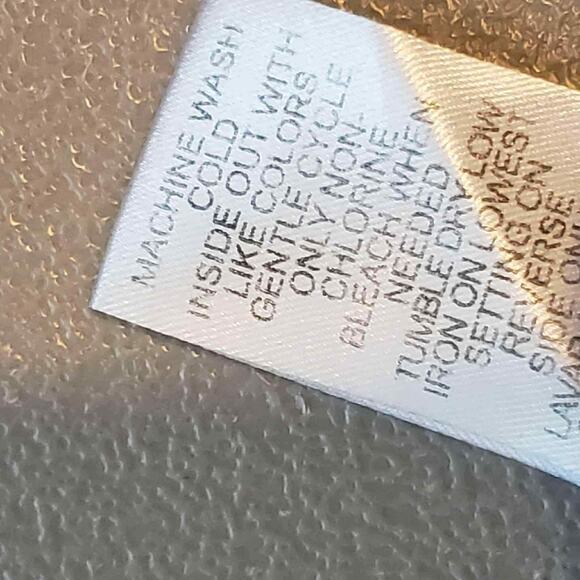 MACHINE WASH
COLD
INSIDE OUT WITH
LIKE COLORS
GENTLE CYCLE
ONLY NON-
CHLORINE
BLEACH WHEN
NEEDED
TUMBLE DRY LOW
IRON ON LOWEST
SETTING ON
REVERSE
SIDE